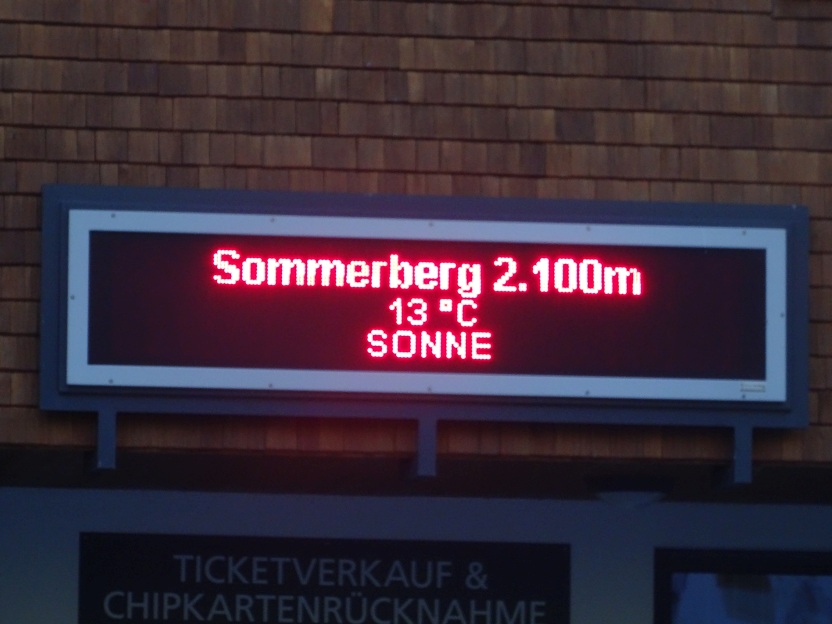 Sommerberg 2.100m
13 °C
SONNE
TICKETVERKAUF &
CHIPKARTENRÜCKNAHME